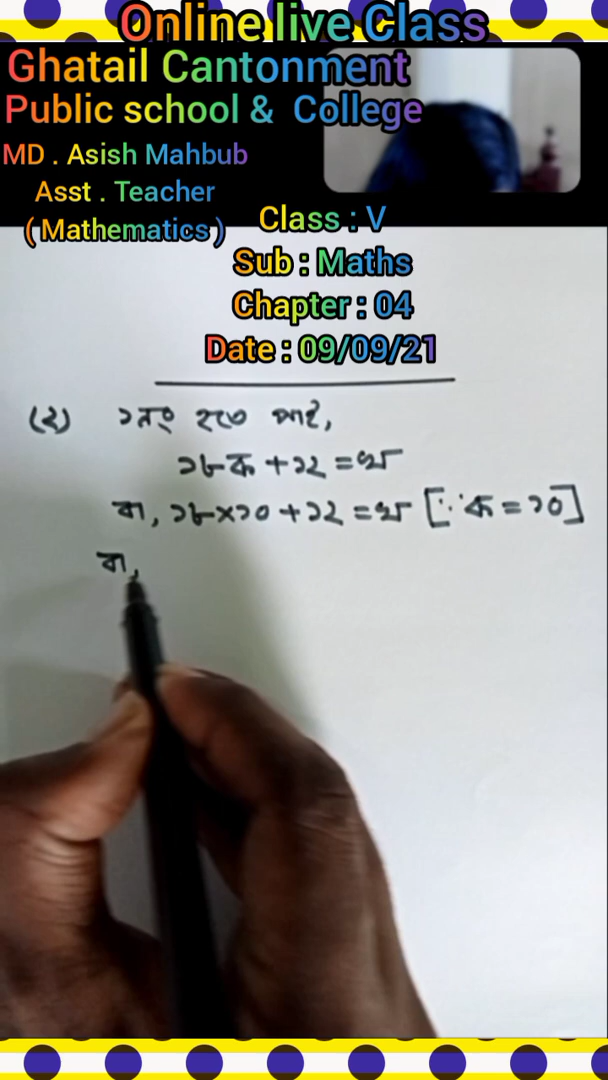 Online live Class
Ghatail Cantonment
Public school & College
MD . Asish Mahbub
Asst . Teacher
( Mathematics )
Class : V
Sub : Maths
Chapter : 04
Date : 09/09/21
(২) ১নং হতে পাই,
১৮ক + ১২ = খ
বা, ১৮×১০ + ১২ = খ [∵ ক = ১০]
বা,